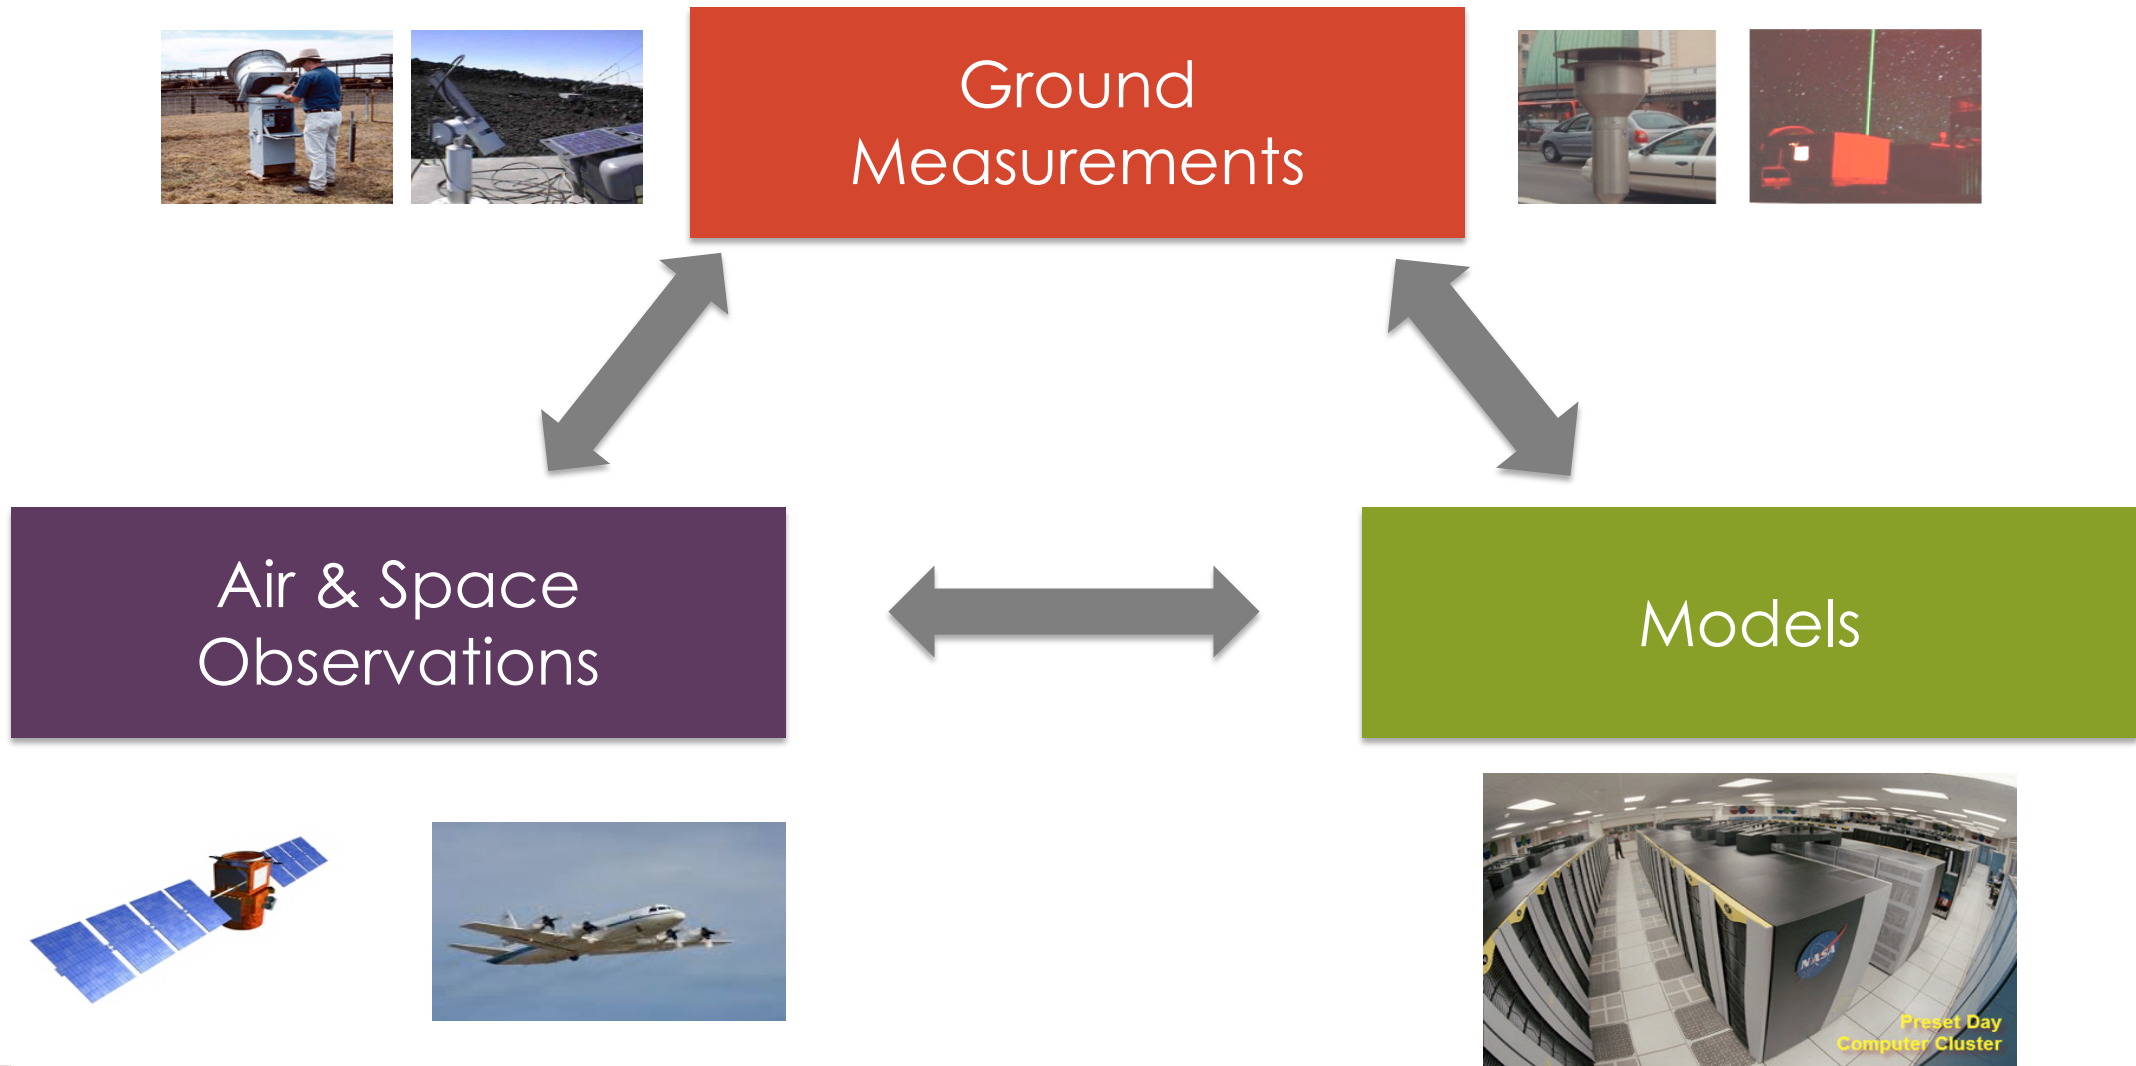 Ground
Measurements
Air & Space
Observations
Models
NASA
Preset Day
Computer Cluster